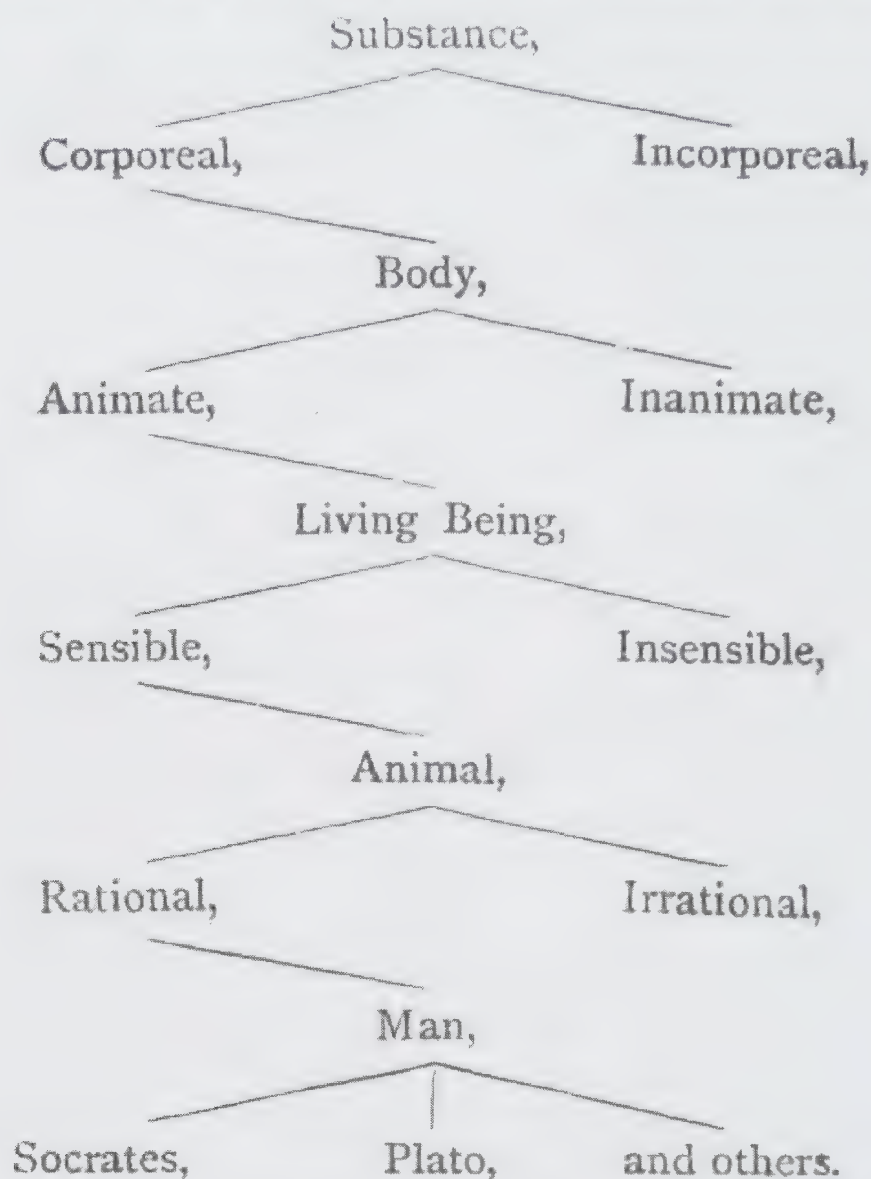 Substance,
Corporeal, Incorporeal,
Body,
Animate, Inanimate,
Living Being,
Sensible, Insensible,
Animal,
Rational, Irrational,
Man,
Socrates, Plato, and others.